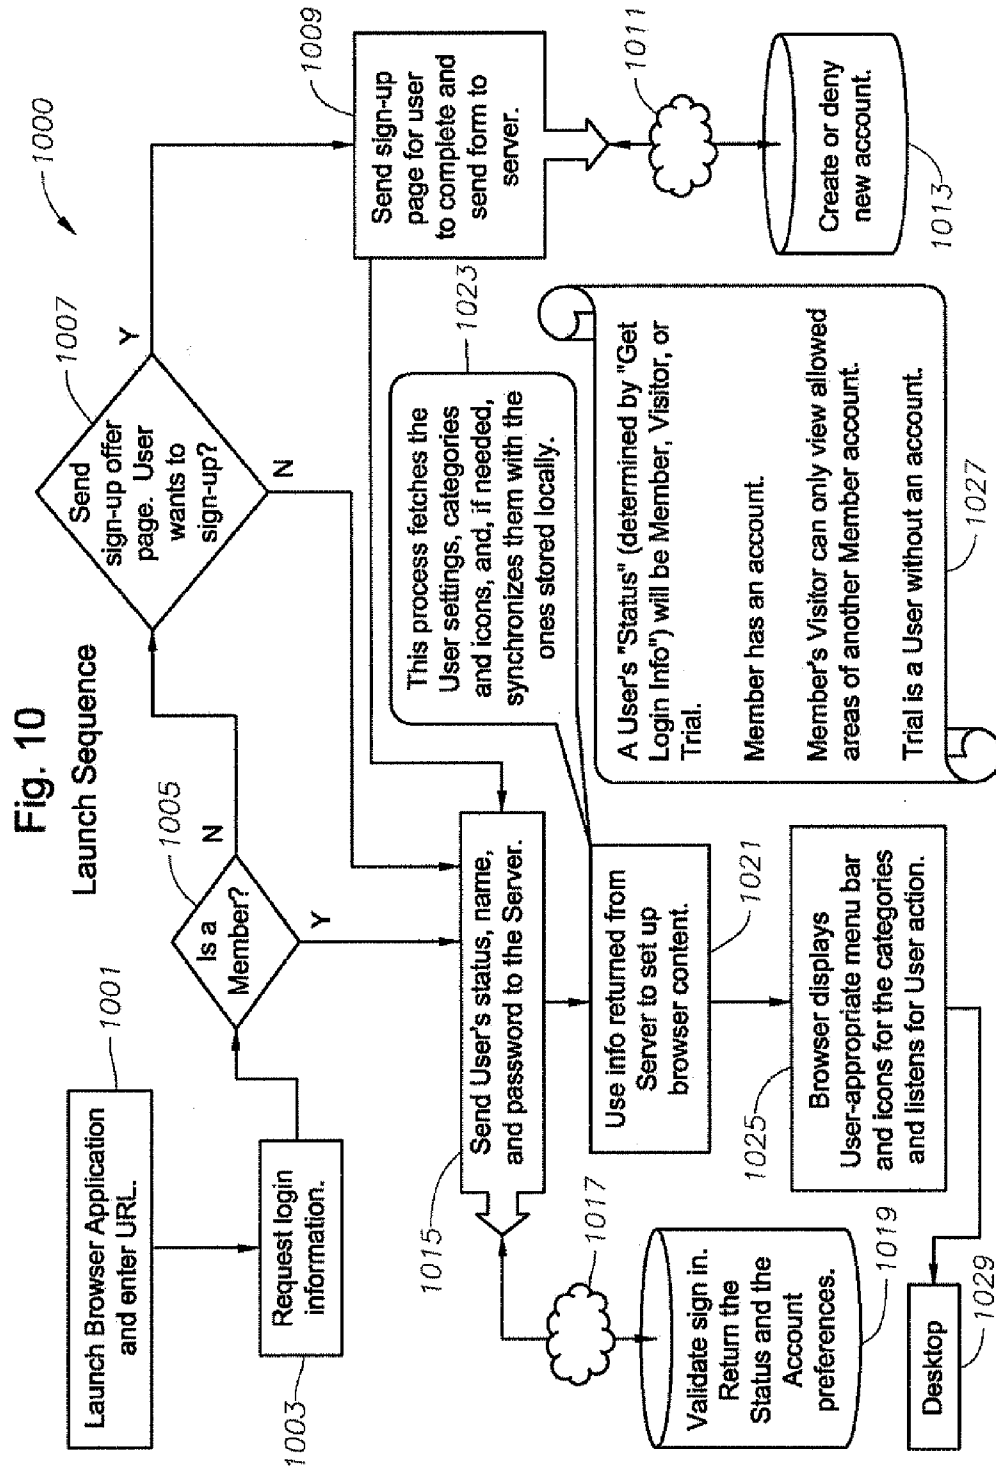 Fig. 10
Launch Sequence
1000
Launch Browser Application
and enter URL.
1001
Request login
information.
1003
Is a
Member?
1005
N
Y
Send
sign-up offer
page. User
wants to
sign-up?
1007
Y
N
Send sign-up
page for user
to complete and
send form to
server.
1009
1011
Create or deny
new account.
1013
Send User's status, name,
and password to the Server.
1015
1017
Validate sign in.
Return the
Status and the
Account
preferences.
1019
Use info returned from
Server to set up
browser content.
1021
This process fetches the
User settings, categories
and icons, and, if needed,
synchronizes them with the
ones stored locally.
1023
Browser displays
User-appropriate menu bar
and icons for the categories
and listens for User action.
1025
A User's "Status" (determined by "Get
Login Info") will be Member, Visitor, or
Trial.
Member has an account.
Member's Visitor can only view allowed
areas of another Member account.
Trial is a User without an account.
1027
Desktop
1029